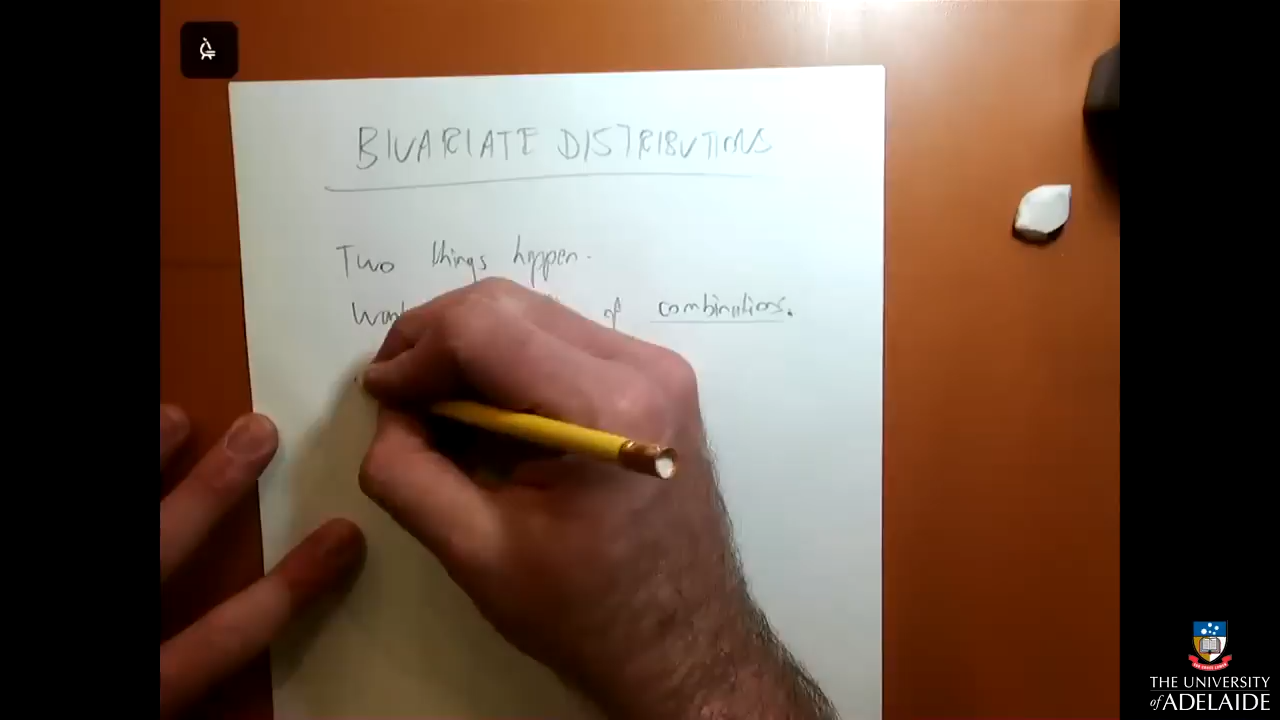 BIVARIATE DISTRIBUTIONS
Two things happen.
of combinations.
THE UNIVERSITY
of ADELAIDE